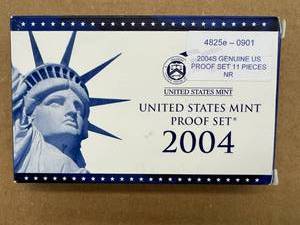 4825e - 0901
2004S GENUINE US
PROOF SET 11 PIECES
NR
UNITED STATES MINT
UNITED STATES MINT
PROOF SET®
2004